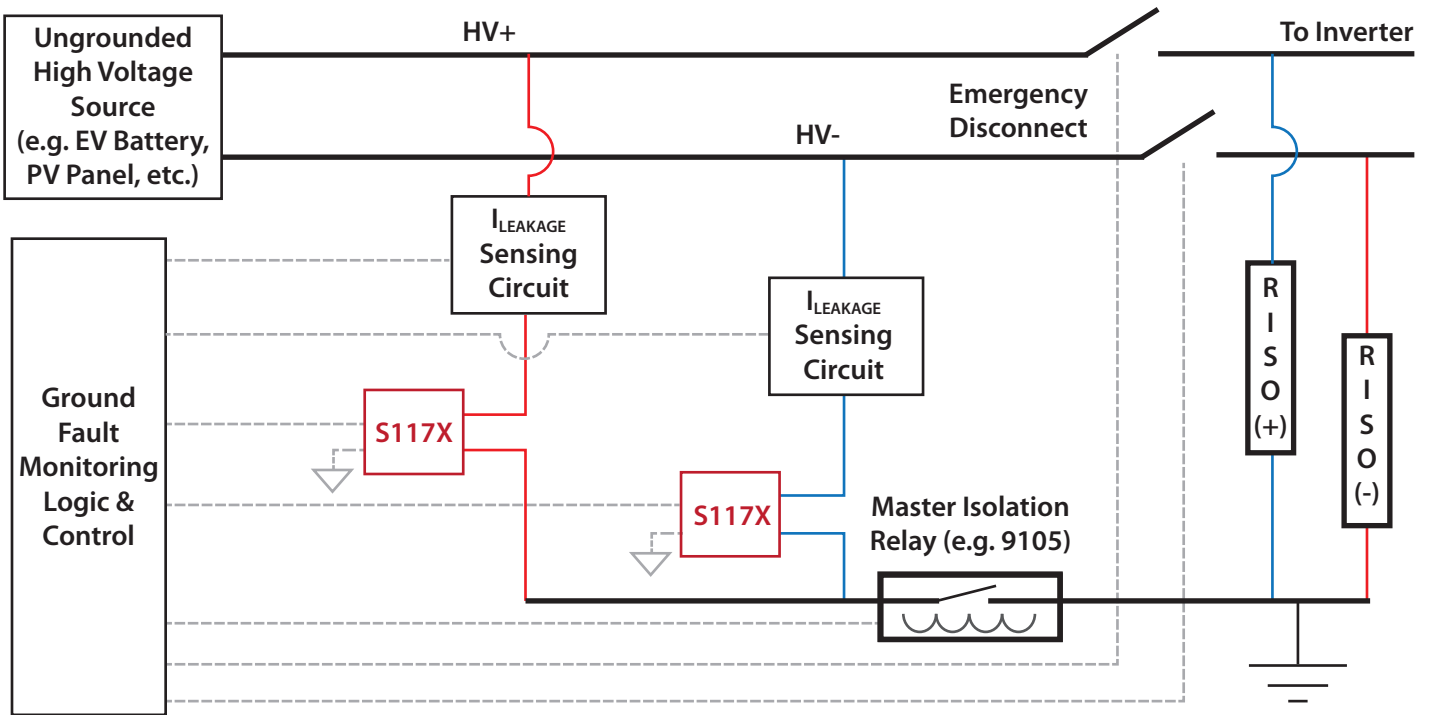 Ungrounded
High Voltage
Source
(e.g. EV Battery,
PV Panel, etc.)
HV+
To Inverter
Emergency
Disconnect
HV-
ILEAKAGE
Sensing
Circuit
ILEAKAGE
Sensing
Circuit
R
I
S
O
(+)
R
I
S
O
(-)
Ground
Fault
Monitoring
Logic &
Control
S117X
S117X
Master Isolation
Relay (e.g. 9105)